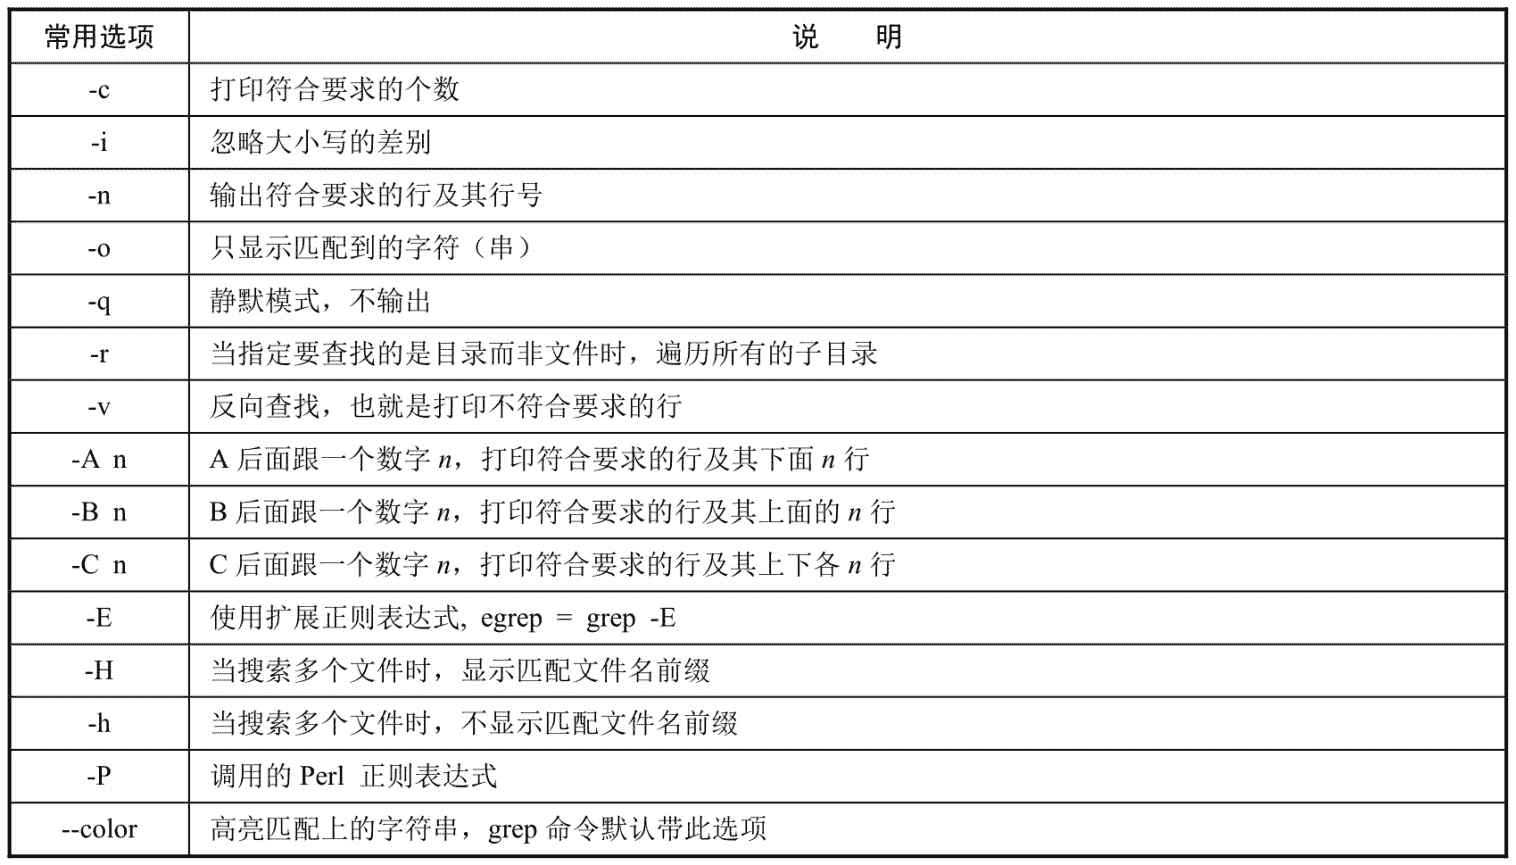 常用选项 说 明
-c 打印符合要求的个数
-i 忽略大小写的差别
-n 输出符合要求的行及其行号
-o 只显示匹配到的字符（串）
-q 静默模式，不输出
-r 当指定要查找的是目录而非文件时，遍历所有的子目录
-v 反向查找，也就是打印不符合要求的行
-A n A 后面跟一个数字 n，打印符合要求的行及其下面 n 行
-B n B 后面跟一个数字 n，打印符合要求的行及其上面的 n 行
-C n C 后面跟一个数字 n，打印符合要求的行及其上下各 n 行
-E 使用扩展正则表达式, egrep = grep -E
-H 当搜索多个文件时，显示匹配文件名前缀
-h 当搜索多个文件时，不显示匹配文件名前缀
-P 调用的 Perl 正则表达式
--color 高亮匹配上的字符串，grep 命令默认带此选项